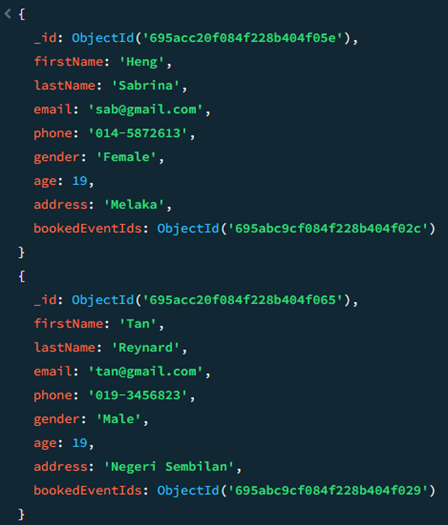 {
_id: ObjectId('695acc20f084f228b404f05e'),
firstName: 'Heng',
lastName: 'Sabrina',
email: 'sab@gmail.com',
phone: '014-5872613',
gender: 'Female',
age: 19,
address: 'Melaka',
bookedEventIds: ObjectId('695abc9cf084f228b404f02c')
}
{
_id: ObjectId('695acc20f084f228b404f065'),
firstName: 'Tan',
lastName: 'Reynard',
email: 'tan@gmail.com',
phone: '019-3456823',
gender: 'Male',
age: 19,
address: 'Negeri Sembilan',
bookedEventIds: ObjectId('695abc9cf084f228b404f029')
}